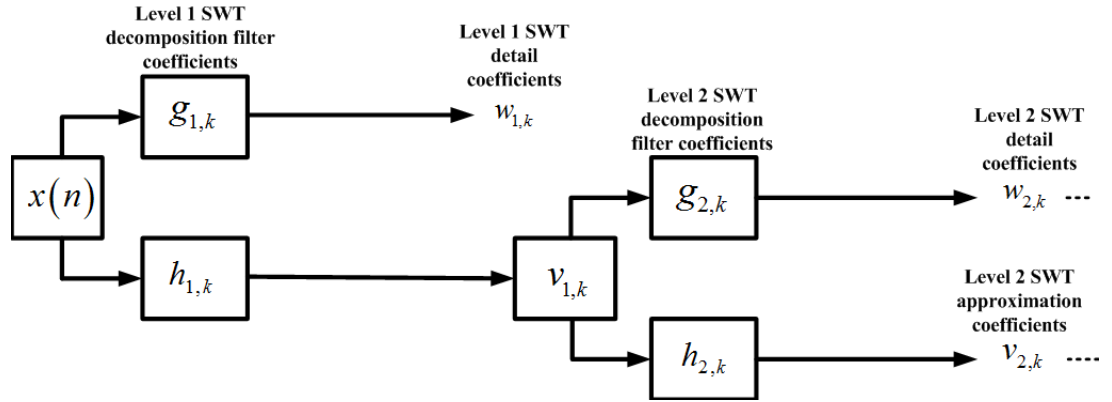 Level 1 SWT
decomposition filter
coefficients
g1,k
Level 1 SWT
detail
coefficients
w1,k
x(n)
h1,k
v1,k
Level 2 SWT
decomposition
filter coefficients
g2,k
Level 2 SWT
detail
coefficients
w2,k ----
h2,k
Level 2 SWT
approximation
coefficients
v2,k ----